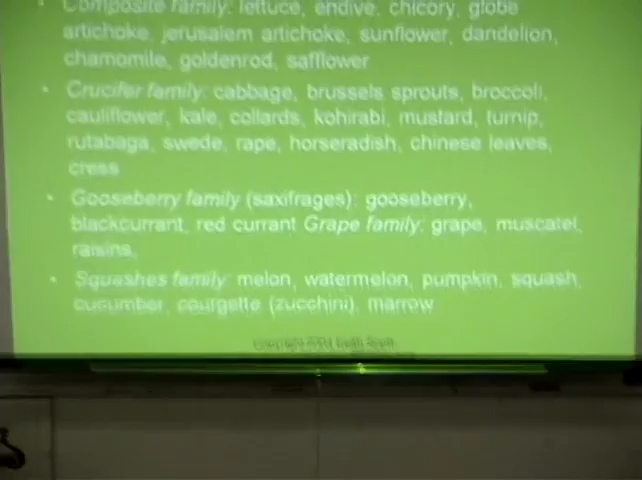 • Composite family: lettuce, endive, chicory, globe
artichoke, jerusalem artichoke, sunflower, dandelion,
chamomile, goldenrod, safflower
• Crucifer family: cabbage, brussels sprouts, broccoli,
cauliflower, kale, collards, kohlrabi, mustard, turnip,
rutabaga, swede, rape, horseradish, chinese leaves,
cress
• Gooseberry family (saxifrages): gooseberry,
blackcurrant, red currant Grape family: grape, muscatel,
raisins,
• Squashes family: melon, watermelon, pumpkin, squash,
cucumber, courgette (zucchini), marrow
Copyright